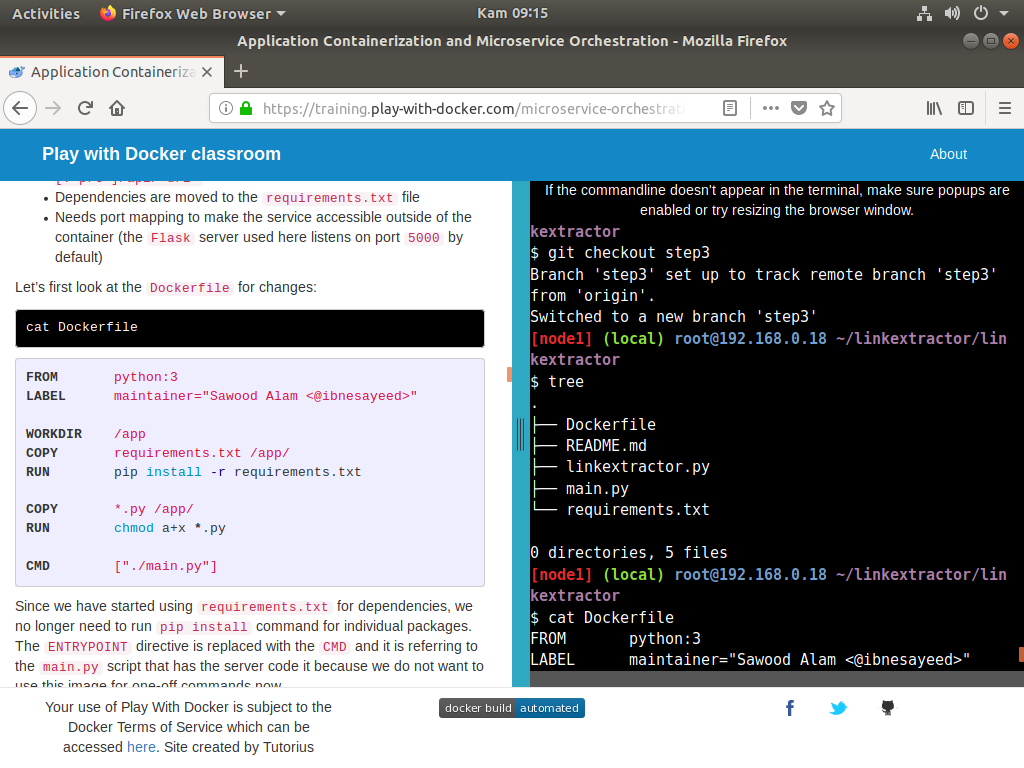 Activities
Firefox Web Browser
Kam 09:15
Application Containerization and Microservice Orchestration - Mozilla Firefox
Application Containeriza
https://training.play-with-docker.com/microservice-orchestrati
Play with Docker classroom
About
• Dependencies are moved to the requirements.txt file
• Needs port mapping to make the service accessible outside of the
container (the Flask server used here listens on port 5000 by
default)
Let's first look at the Dockerfile for changes:
cat Dockerfile
FROM python:3
LABEL maintainer="Sawood Alam <@ibnesayeed>"
WORKDIR /app
COPY requirements.txt /app/
RUN pip install -r requirements.txt
COPY *.py /app/
RUN chmod a+x *.py
CMD ["./main.py"]
Since we have started using requirements.txt for dependencies, we
no longer need to run pip install command for individual packages.
The ENTRYPOINT directive is replaced with the CMD and it is referring to
the main.py script that has the server code it because we do not want to
use this image for one-off commands now
If the commandline doesn't appear in the terminal, make sure popups are
enabled or try resizing the browser window.
kextractor
$ git checkout step3
Branch 'step3' set up to track remote branch 'step3'
from 'origin'.
Switched to a new branch 'step3'
[node1] (local) root@192.168.0.18 ~/linkextractor/lin
kextractor
$ tree
.
├── Dockerfile
├── README.md
├── linkextractor.py
├── main.py
└── requirements.txt
0 directories, 5 files
[node1] (local) root@192.168.0.18 ~/linkextractor/lin
kextractor
$ cat Dockerfile
FROM python:3
LABEL maintainer="Sawood Alam <@ibnesayeed>"
Your use of Play With Docker is subject to the
Docker Terms of Service which can be
accessed here. Site created by Tutorius
docker build automated